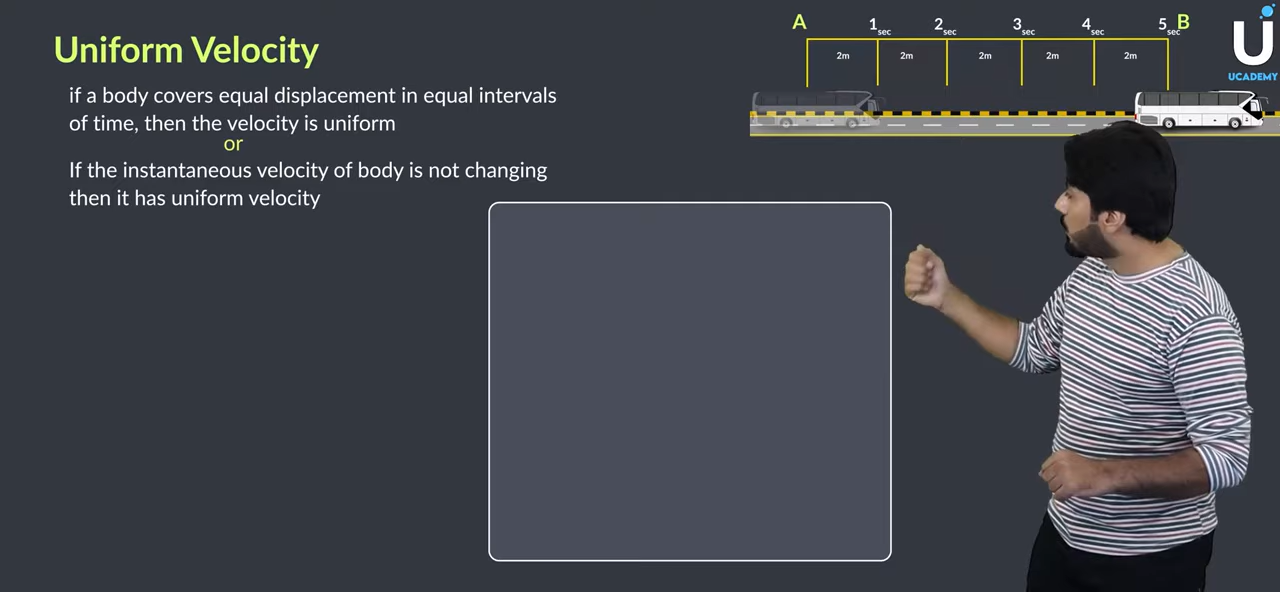 Uniform Velocity
if a body covers equal displacement in equal intervals
of time, then the velocity is uniform
or
If the instantaneous velocity of body is not changing
then it has uniform velocity
A 1sec 2sec 3sec 4sec 5sec B
2m 2m 2m 2m 2m
UCADEMY